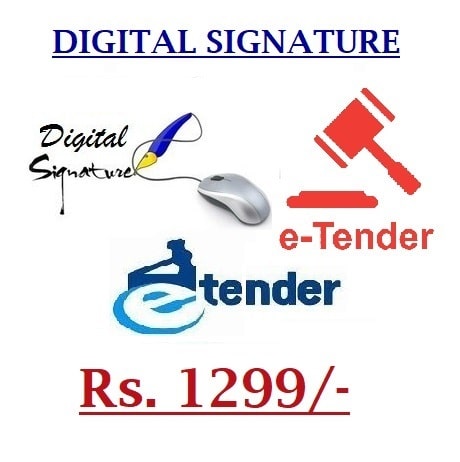 DIGITAL SIGNATURE
Digital
Signature
e-Tender
etender
Rs. 1299/-